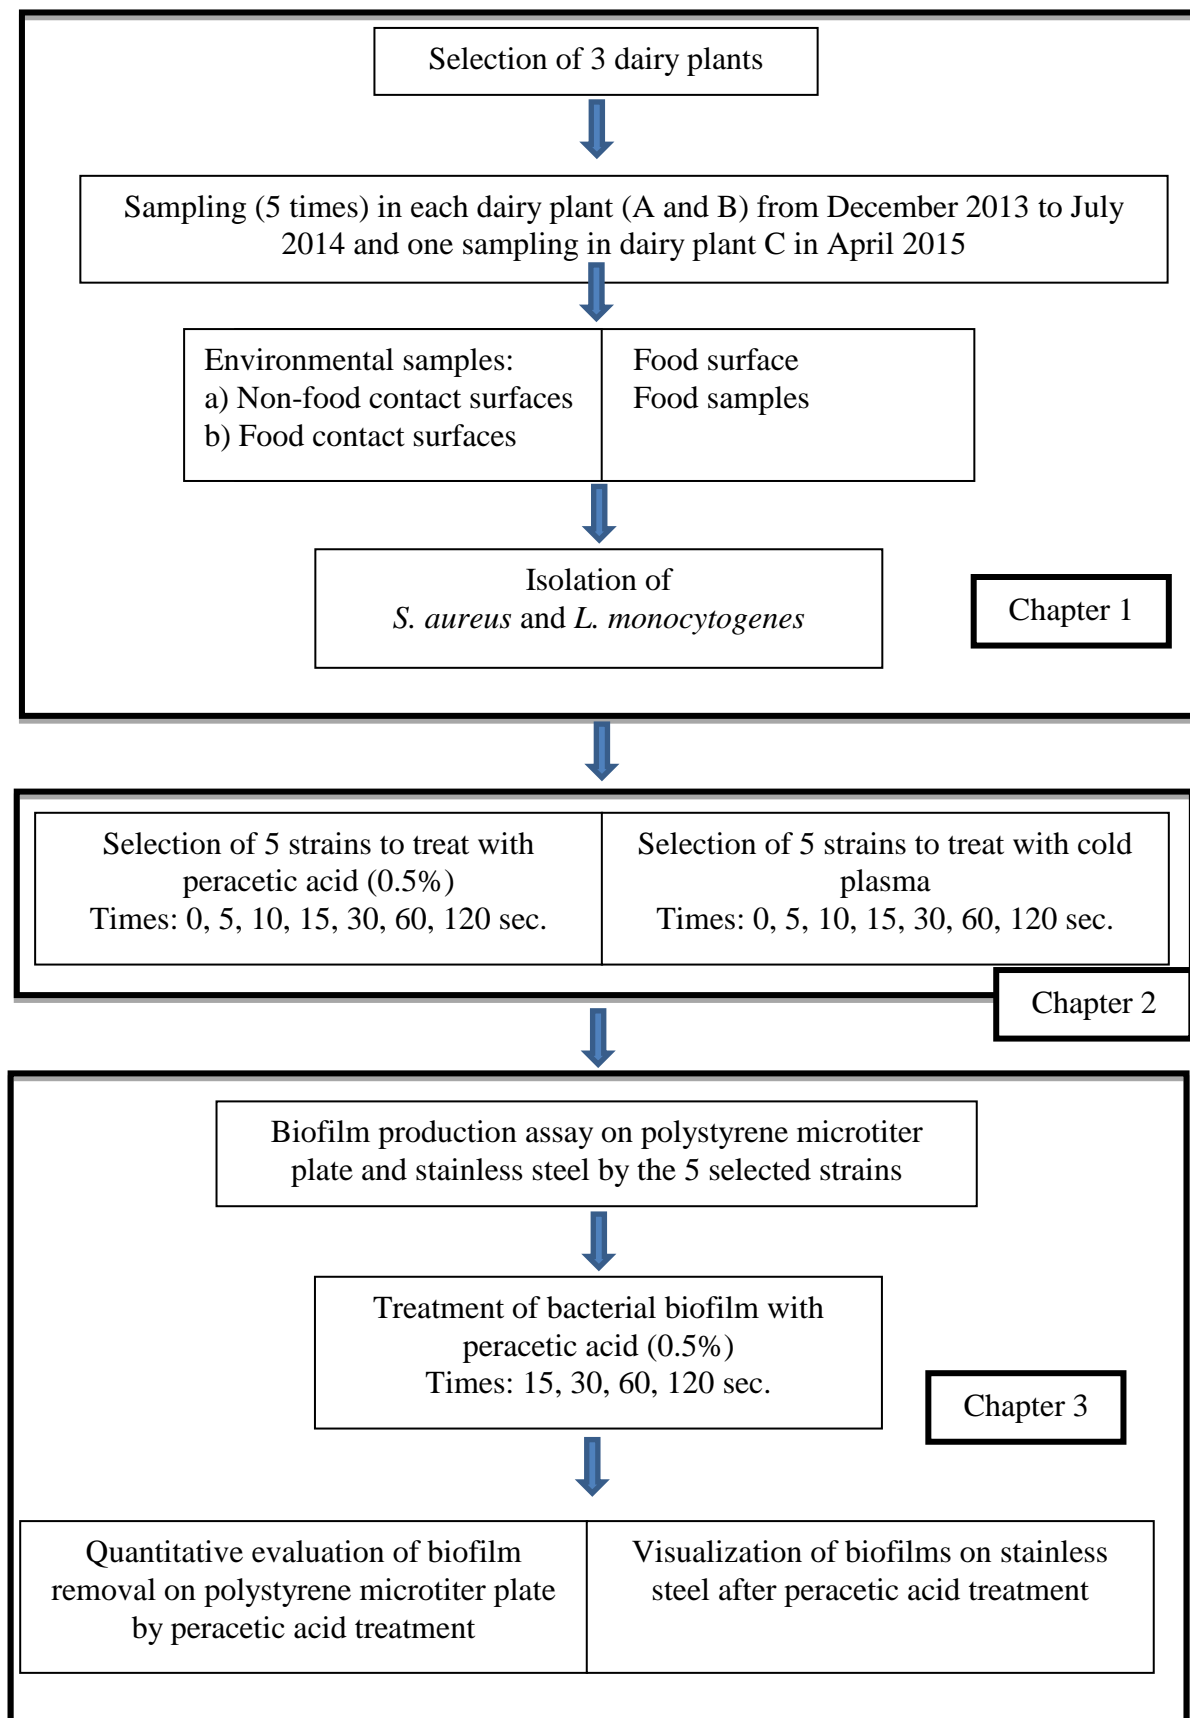 Selection of 3 dairy plants
Sampling (5 times) in each dairy plant (A and B) from December 2013 to July
2014 and one sampling in dairy plant C in April 2015
Environmental samples:
a) Non-food contact surfaces
b) Food contact surfaces
Food surface
Food samples
Isolation of
S. aureus and L. monocytogenes
Chapter 1
Selection of 5 strains to treat with
peracetic acid (0.5%)
Times: 0, 5, 10, 15, 30, 60, 120 sec.
Selection of 5 strains to treat with cold
plasma
Times: 0, 5, 10, 15, 30, 60, 120 sec.
Chapter 2
Biofilm production assay on polystyrene microtiter
plate and stainless steel by the 5 selected strains
Treatment of bacterial biofilm with
peracetic acid (0.5%)
Times: 15, 30, 60, 120 sec.
Chapter 3
Quantitative evaluation of biofilm
removal on polystyrene microtiter plate
by peracetic acid treatment
Visualization of biofilms on stainless
steel after peracetic acid treatment